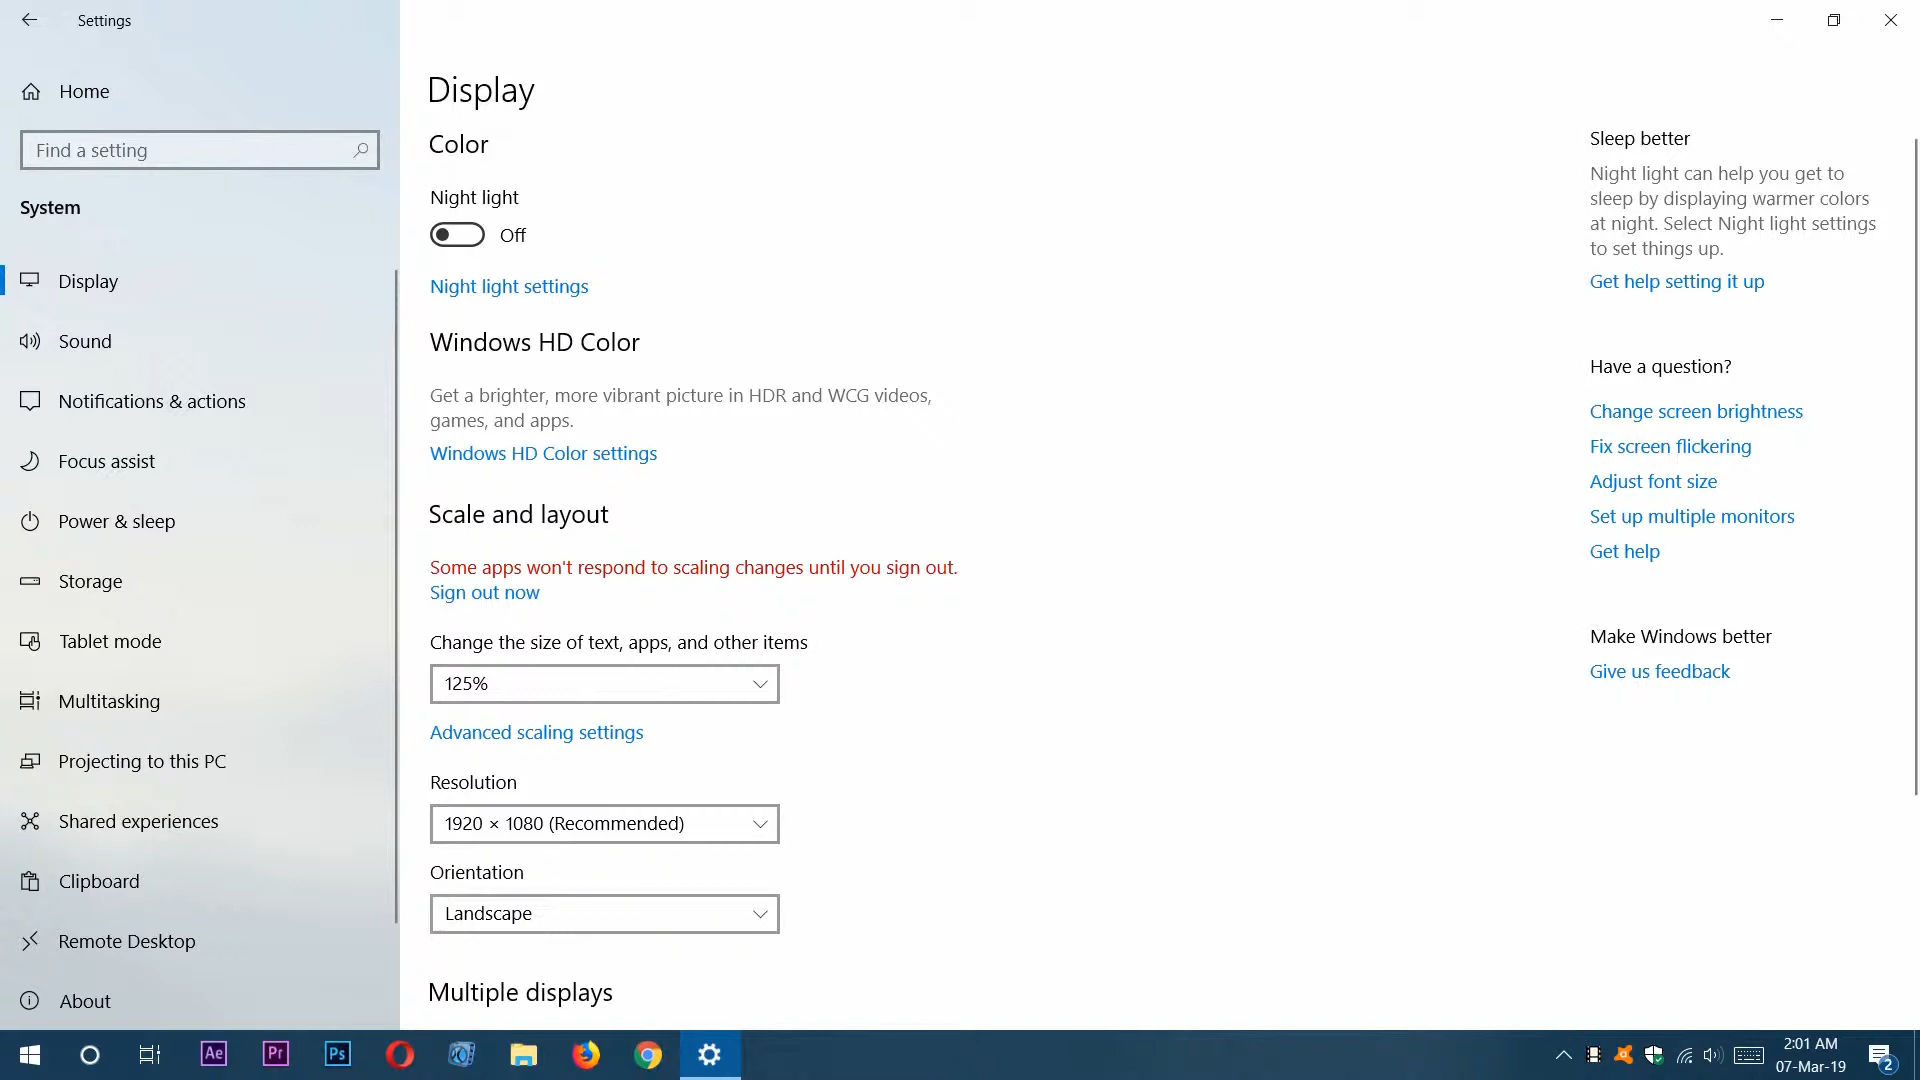 Settings
Home
Find a setting
System
Display
Sound
Notifications & actions
Focus assist
Power & sleep
Storage
Tablet mode
Multitasking
Projecting to this PC
Shared experiences
Clipboard
Remote Desktop
About
Display
Color
Night light
Off
Night light settings
Windows HD Color
Get a brighter, more vibrant picture in HDR and WCG videos,
games, and apps.
Windows HD Color settings
Scale and layout
Some apps won't respond to scaling changes until you sign out.
Sign out now
Change the size of text, apps, and other items
125%
Advanced scaling settings
Resolution
1920 × 1080 (Recommended)
Orientation
Landscape
Multiple displays
Sleep better
Night light can help you get to
sleep by displaying warmer colors
at night. Select Night light settings
to set things up.
Get help setting it up
Have a question?
Change screen brightness
Fix screen flickering
Adjust font size
Set up multiple monitors
Get help
Make Windows better
Give us feedback
Ae
Pr
Ps
2:01 AM
07-Mar-19
2